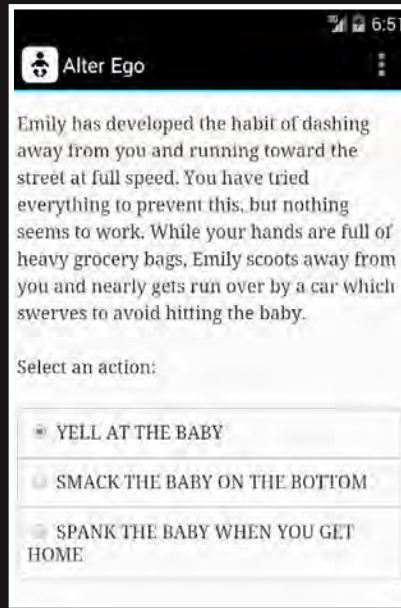 6:51
Alter Ego
Emily has developed the habit of dashing
away from you and running toward the
street at full speed. You have tried
everything to prevent this, but nothing
seems to work. While your hands are full of
heavy grocery bags, Emily scoots away from
you and nearly gets run over by a car which
swerves to avoid hitting the baby.
Select an action:
YELL AT THE BABY
SMACK THE BABY ON THE BOTTOM
SPANK THE BABY WHEN YOU GET
HOME